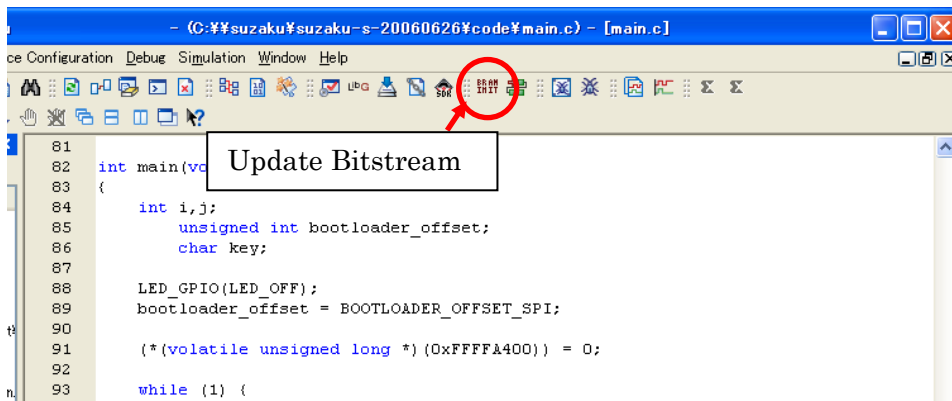 - (C:¥¥suzaku¥suzaku-s-20060626¥code¥main.c) - [main.c]
ce Configuration Debug Simulation Window Help
BRAM
INIT
SDK
Update Bitstream
81
82 int main(vo
83 {
84 int i,j;
85 unsigned int bootloader_offset;
86 char key;
87
88 LED_GPIO(LED_OFF);
89 bootloader_offset = BOOTLOADER_OFFSET_SPI;
90
91 (*(volatile unsigned long *)(0xFFFFA400)) = 0;
92
93 while (1) {